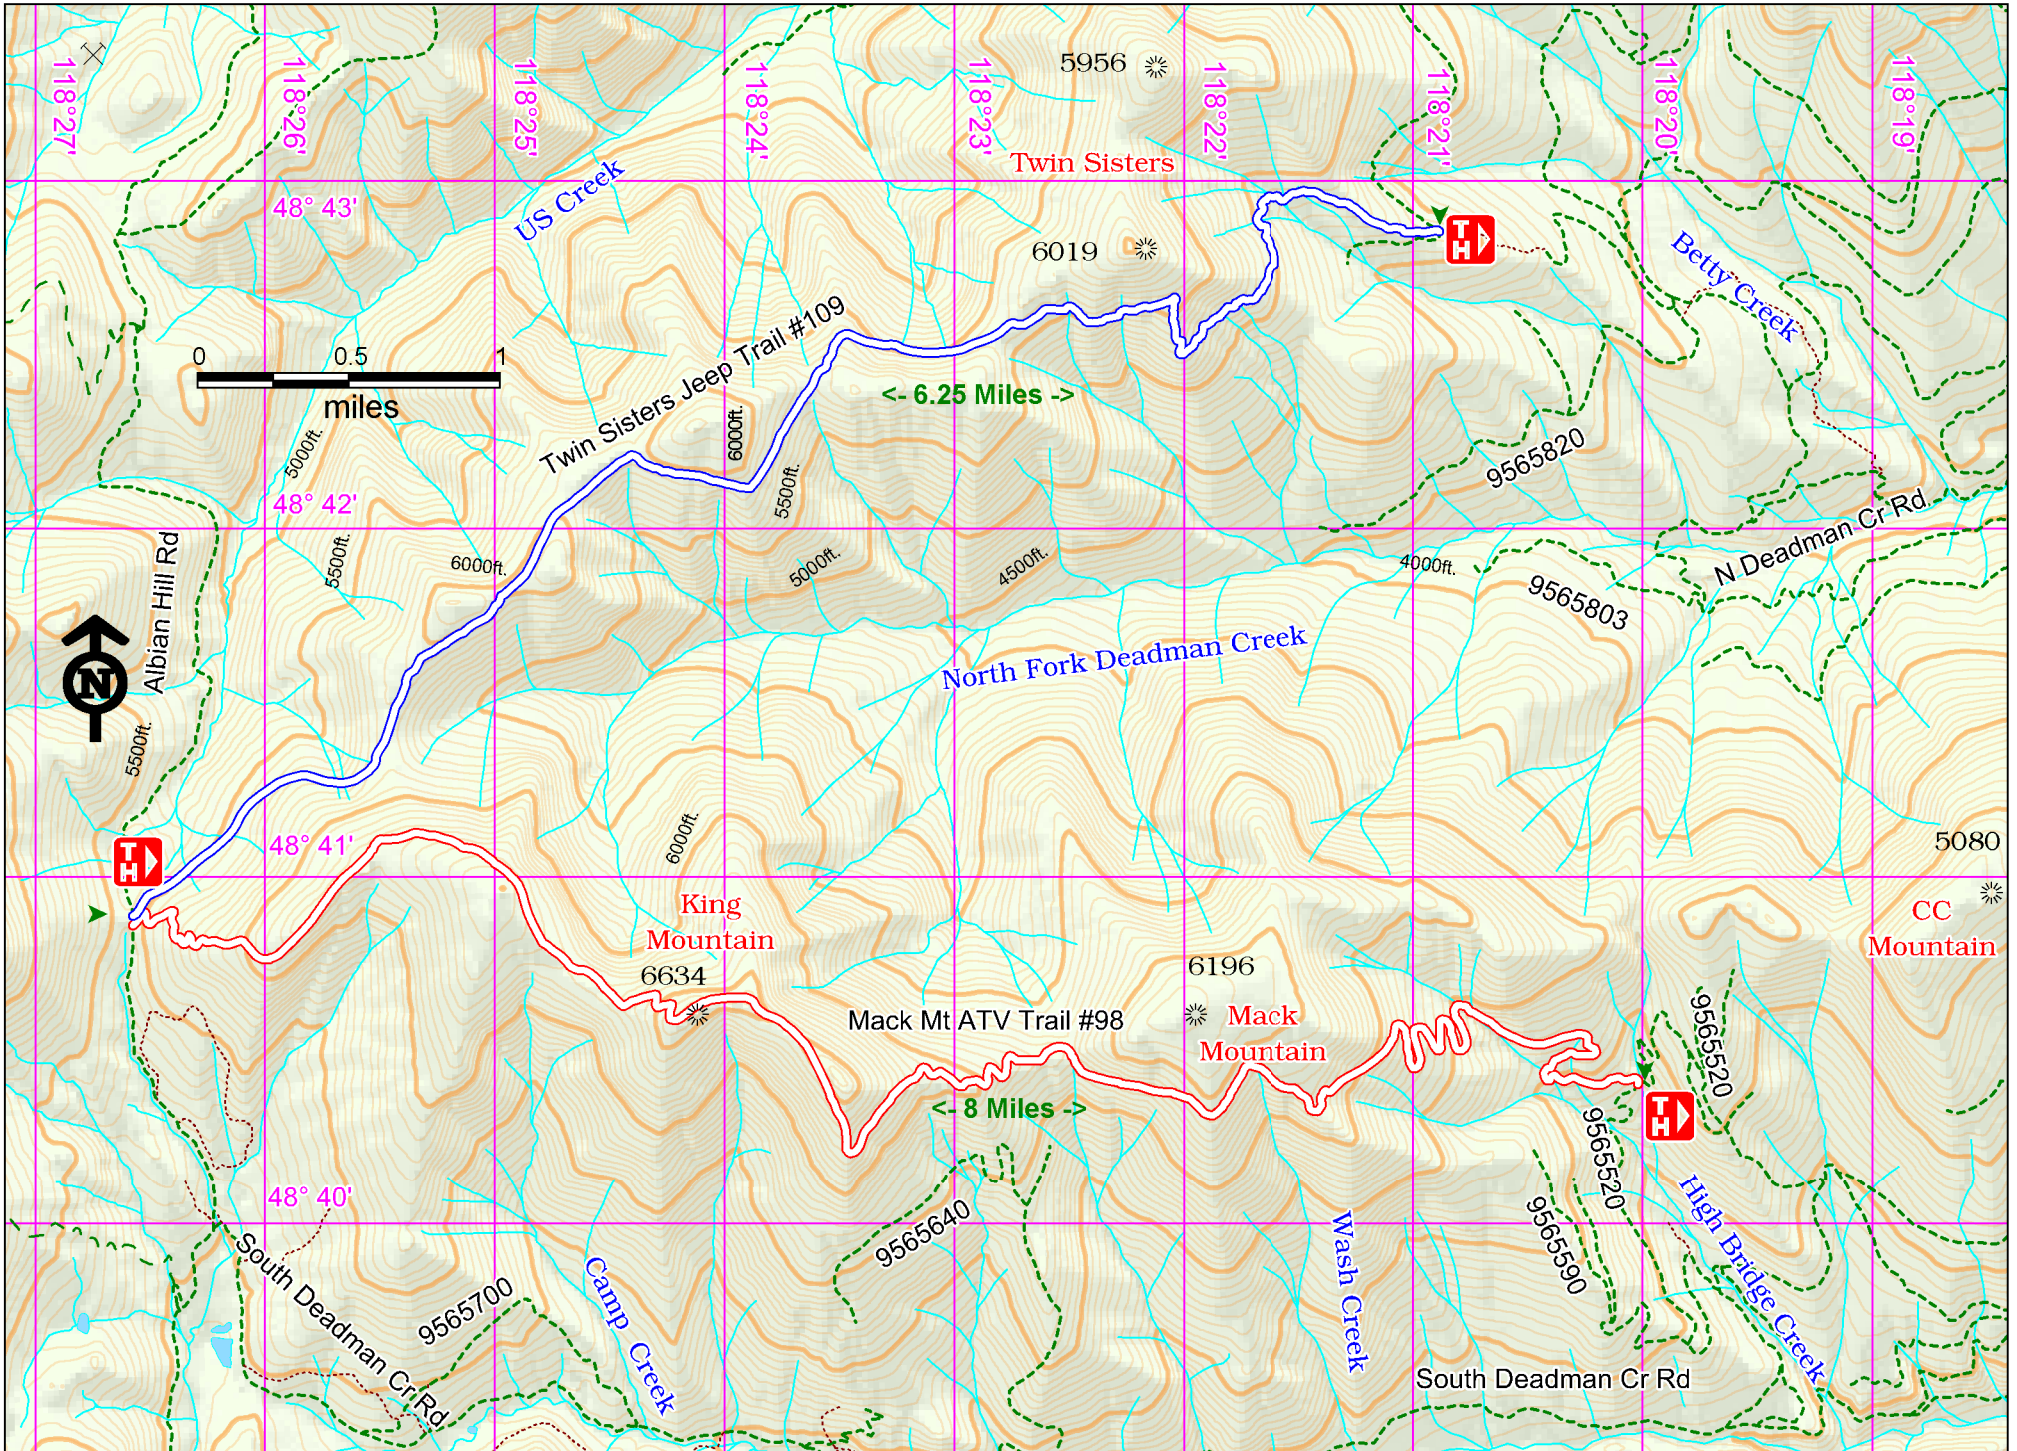 118°27'
118°26'
118°25'
118°24'
118°23'
118°22'
118°21'
118°20'
118°19'
5956
Twin Sisters
48° 43'
US Creek
6019
T
H
Betty Creek
Twin Sisters Jeep Trail #109
0 0.5 1
miles
<- 6.25 Miles ->
5000ft.
6000ft.
5500ft.
9565820
48° 42'
N Deadman Cr Rd
Albian Hill Rd
5500ft.
6000ft.
5000ft.
4500ft.
4000ft.
9565803
N
North Fork Deadman Creek
5500ft.
48° 41'
6000ft.
5080
T
H
King
Mountain
CC
Mountain
6634
6196
Mack Mt ATV Trail #98
Mack
Mountain
9565520
<- 8 Miles ->
T
H
9565520
48° 40'
9565640
9565590
High Bridge Creek
Wash Creek
South Deadman Cr Rd
9565700
Camp Creek
South Deadman Cr Rd